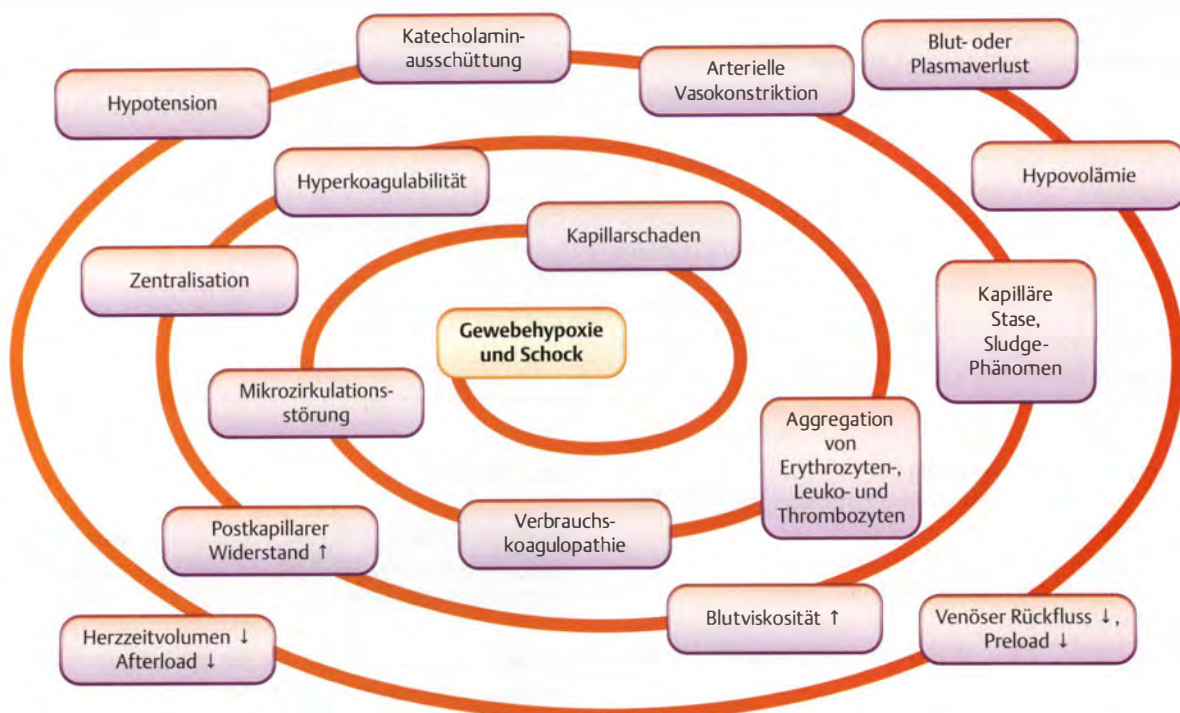 Katecholamin-
ausschüttung
Blut- oder
Plasmaverlust
Arterielle
Vasokonstriktion
Hypotension
Hyperkoagulabilität
Hypovolämie
Kapillarschaden
Zentralisation
Kapilläre
Stase,
Sludge-
Phänomen
Gewebehypoxie
und Schock
Mikrozirkulations-
störung
Aggregation
von
Erythrozyten-,
Leuko- und
Thrombozyten
Postkapillarer
Widerstand ↑
Verbrauchs-
koagulopathie
Blutviskosität ↑
Venöser Rückfluss ↓,
Preload ↓
Herzzeitvolumen ↓
Afterload ↓